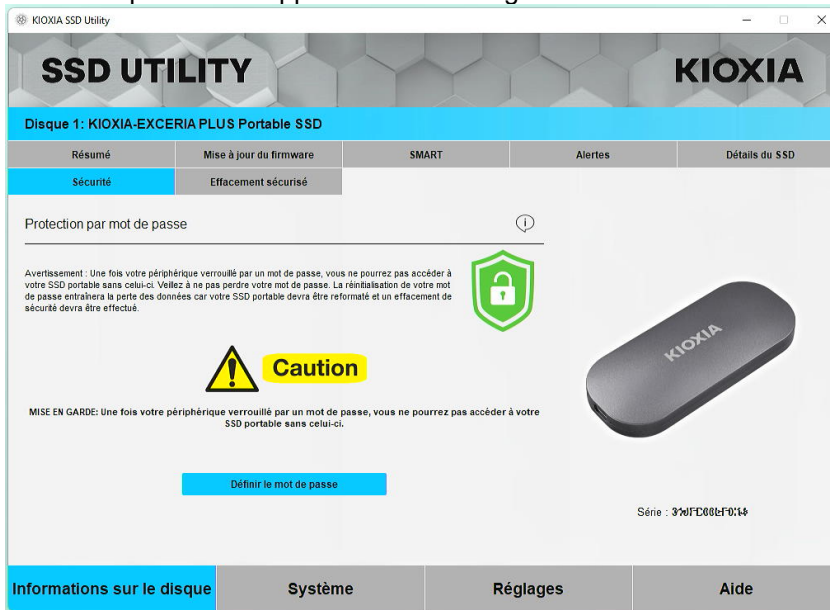 KIOXIA SSD Utility
SSD UTILITY
KIOXIA
Disque 1: KIOXIA-EXCERIA PLUS Portable SSD
Résumé
Mise à jour du firmware
SMART
Alertes
Détails du SSD
Sécurité
Effacement sécurisé
Protection par mot de passe
Avertissement : Une fois votre périphérique verrouillé par un mot de passe, vous ne pourrez pas accéder à
votre SSD portable sans celui-ci. Veillez à ne pas perdre votre mot de passe. La réinitialisation de votre mot
de passe entraînera la perte des données car votre SSD portable devra être reformaté et un effacement de
sécurité devra être effectué.
Caution
MISE EN GARDE: Une fois votre périphérique verrouillé par un mot de passe, vous ne pourrez pas accéder à votre
SSD portable sans celui-ci.
Définir le mot de passe
KIOXIA
Série :
Informations sur le disque
Système
Réglages
Aide